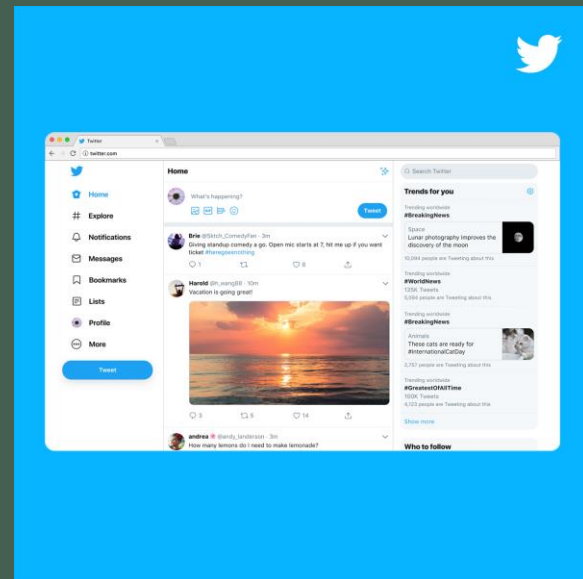 Twitter
twitter.com
Home
Explore
Notifications
Messages
Bookmarks
Lists
Profile
More
Tweet
Home
What's happening?
Tweet
Brie @Sktch_ComedyFan · 3m
Giving standup comedy a go. Open mic starts at 7, hit me up if you want
ticket #heregoesnothing
1
8
Harold @h_wang88 · 10m
Vacation is going great!
3
5
14
andrea @andy_landerson · 3m
How many lemons do I need to make lemonade?
Search Twitter
Trends for you
Trending worldwide
#BreakingNews
Space
Lunar photography improves the
discovery of the moon
10,094 people are Tweeting about this
Trending worldwide
#WorldNews
125K Tweets
5,094 people are Tweeting about this
Trending worldwide
#BreakingNews
Animals
These cats are ready for
#InternationalCatDay
2,757 people are Tweeting about this
Trending worldwide
#GreatestOfAllTime
100K Tweets
4,123 people are Tweeting about this
Show more
Who to follow